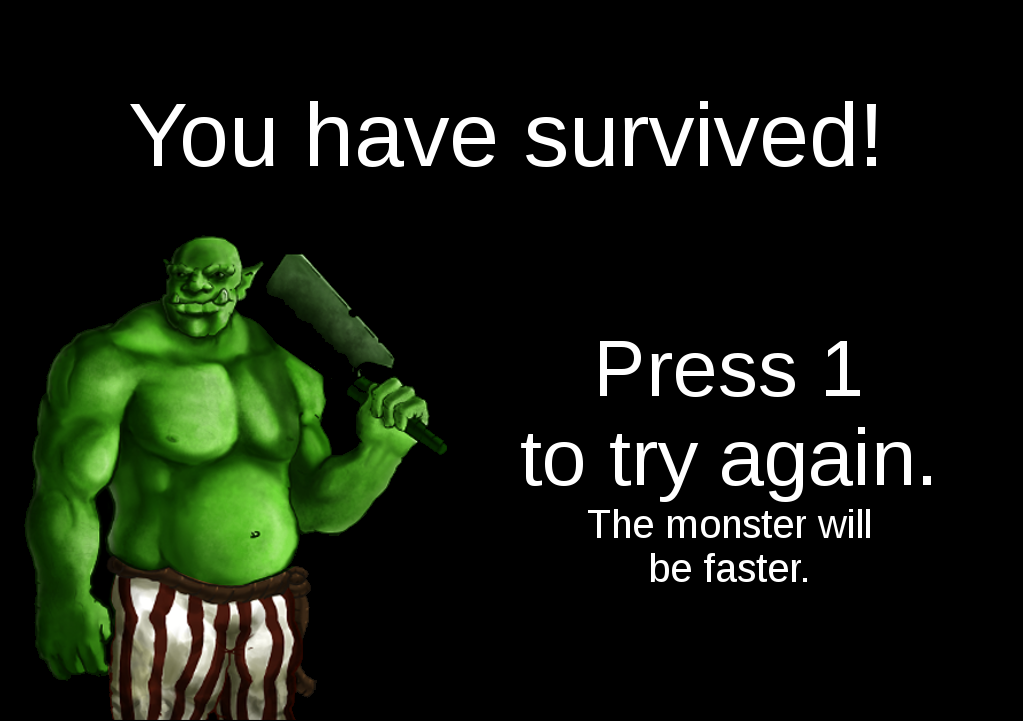 You have survived!
Press 1
to try again.
The monster will
be faster.